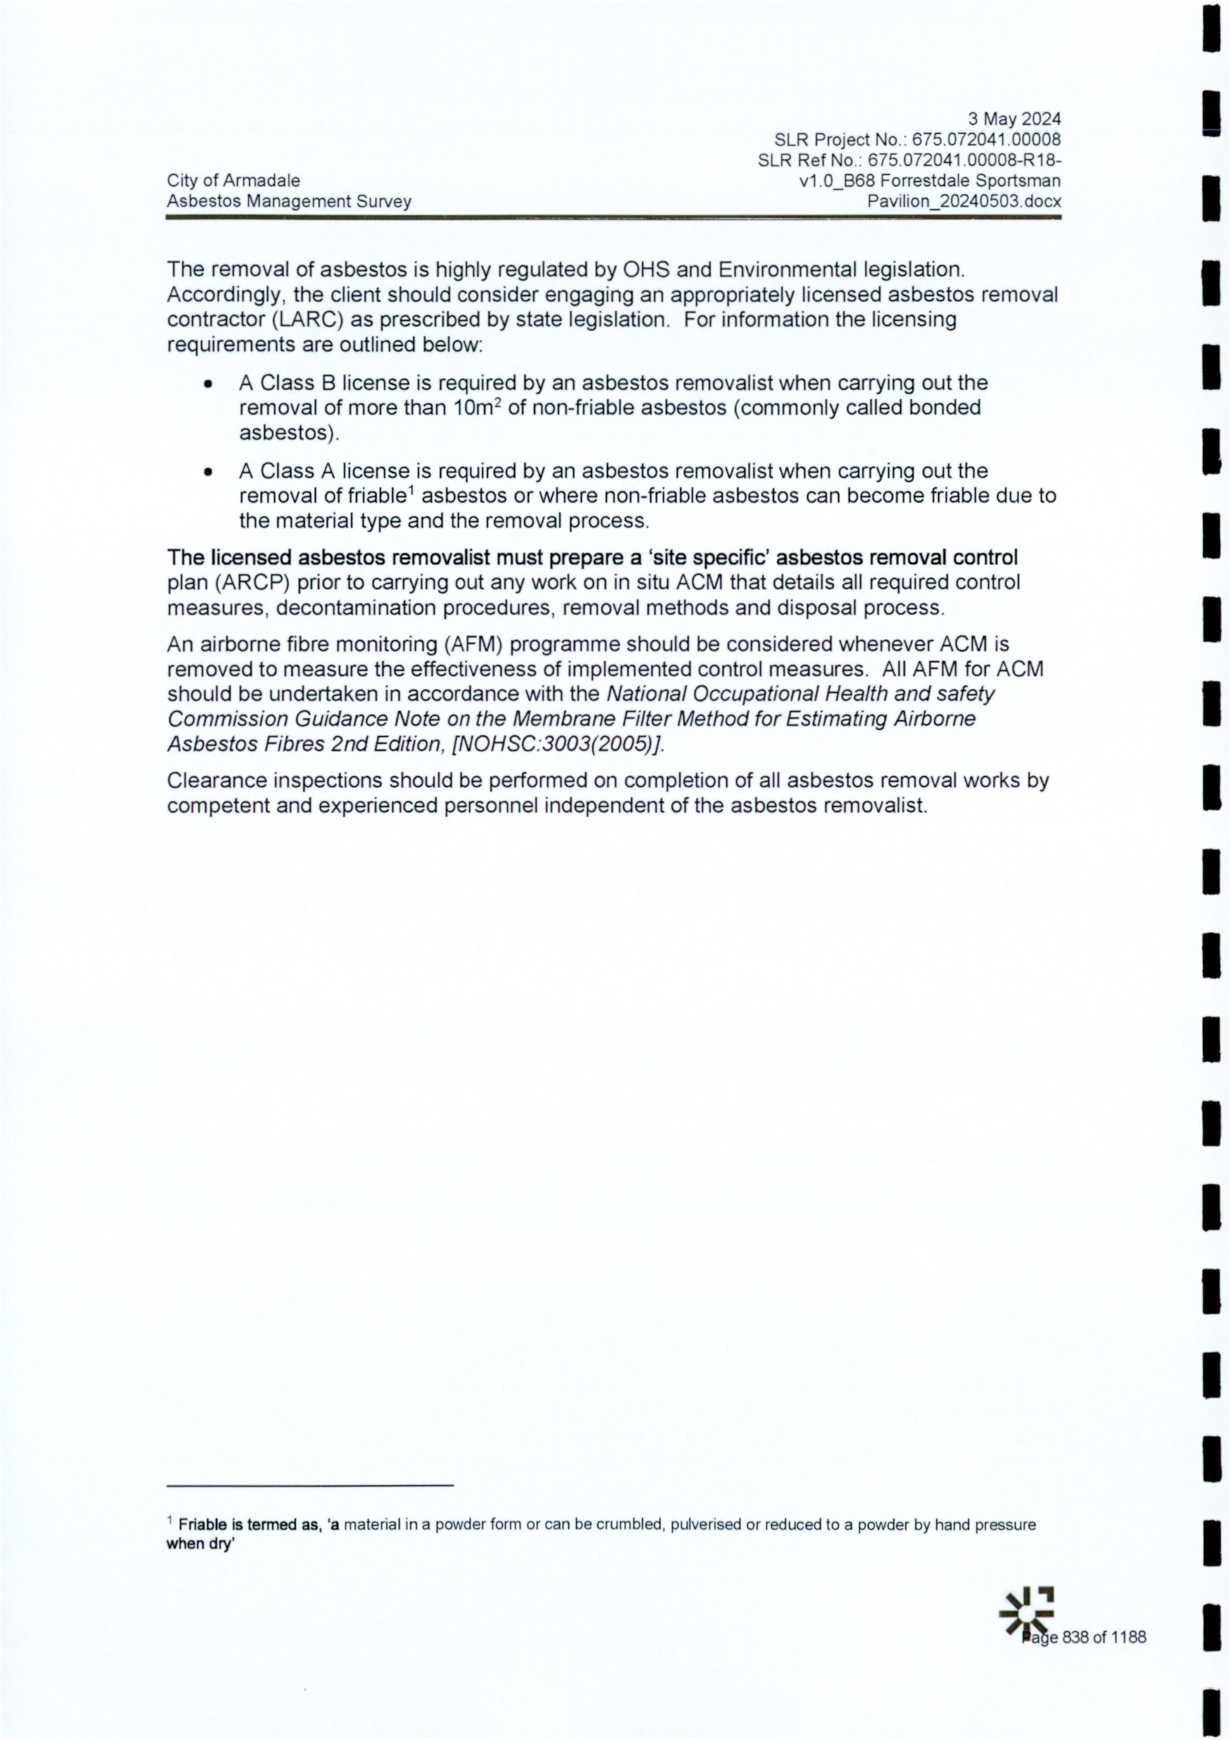 3 May 2024
SLR Project No.: 675.072041.00008
SLR Ref No.: 675.072041.00008-R18-
City of Armadale
v1.0_B68 Forrestdale Sportsman
Asbestos Management Survey
Pavilion_20240503.docx
The removal of asbestos is highly regulated by OHS and Environmental legislation.
Accordingly, the client should consider engaging an appropriately licensed asbestos removal
contractor (LARC) as prescribed by state legislation. For information the licensing
requirements are outlined below:
• A Class B license is required by an asbestos removalist when carrying out the
removal of more than 10m² of non-friable asbestos (commonly called bonded
asbestos).
• A Class A license is required by an asbestos removalist when carrying out the
removal of friable¹ asbestos or where non-friable asbestos can become friable due to
the material type and the removal process.
The licensed asbestos removalist must prepare a ‘site specific’ asbestos removal control
plan (ARCP) prior to carrying out any work on in situ ACM that details all required control
measures, decontamination procedures, removal methods and disposal process.
An airborne fibre monitoring (AFM) programme should be considered whenever ACM is
removed to measure the effectiveness of implemented control measures. All AFM for ACM
should be undertaken in accordance with the National Occupational Health and safety
Commission Guidance Note on the Membrane Filter Method for Estimating Airborne
Asbestos Fibres 2nd Edition, [NOHSC:3003(2005)].
Clearance inspections should be performed on completion of all asbestos removal works by
competent and experienced personnel independent of the asbestos removalist.
¹ Friable is termed as, 'a material in a powder form or can be crumbled, pulverised or reduced to a powder by hand pressure
when dry'
Page 838 of 1188